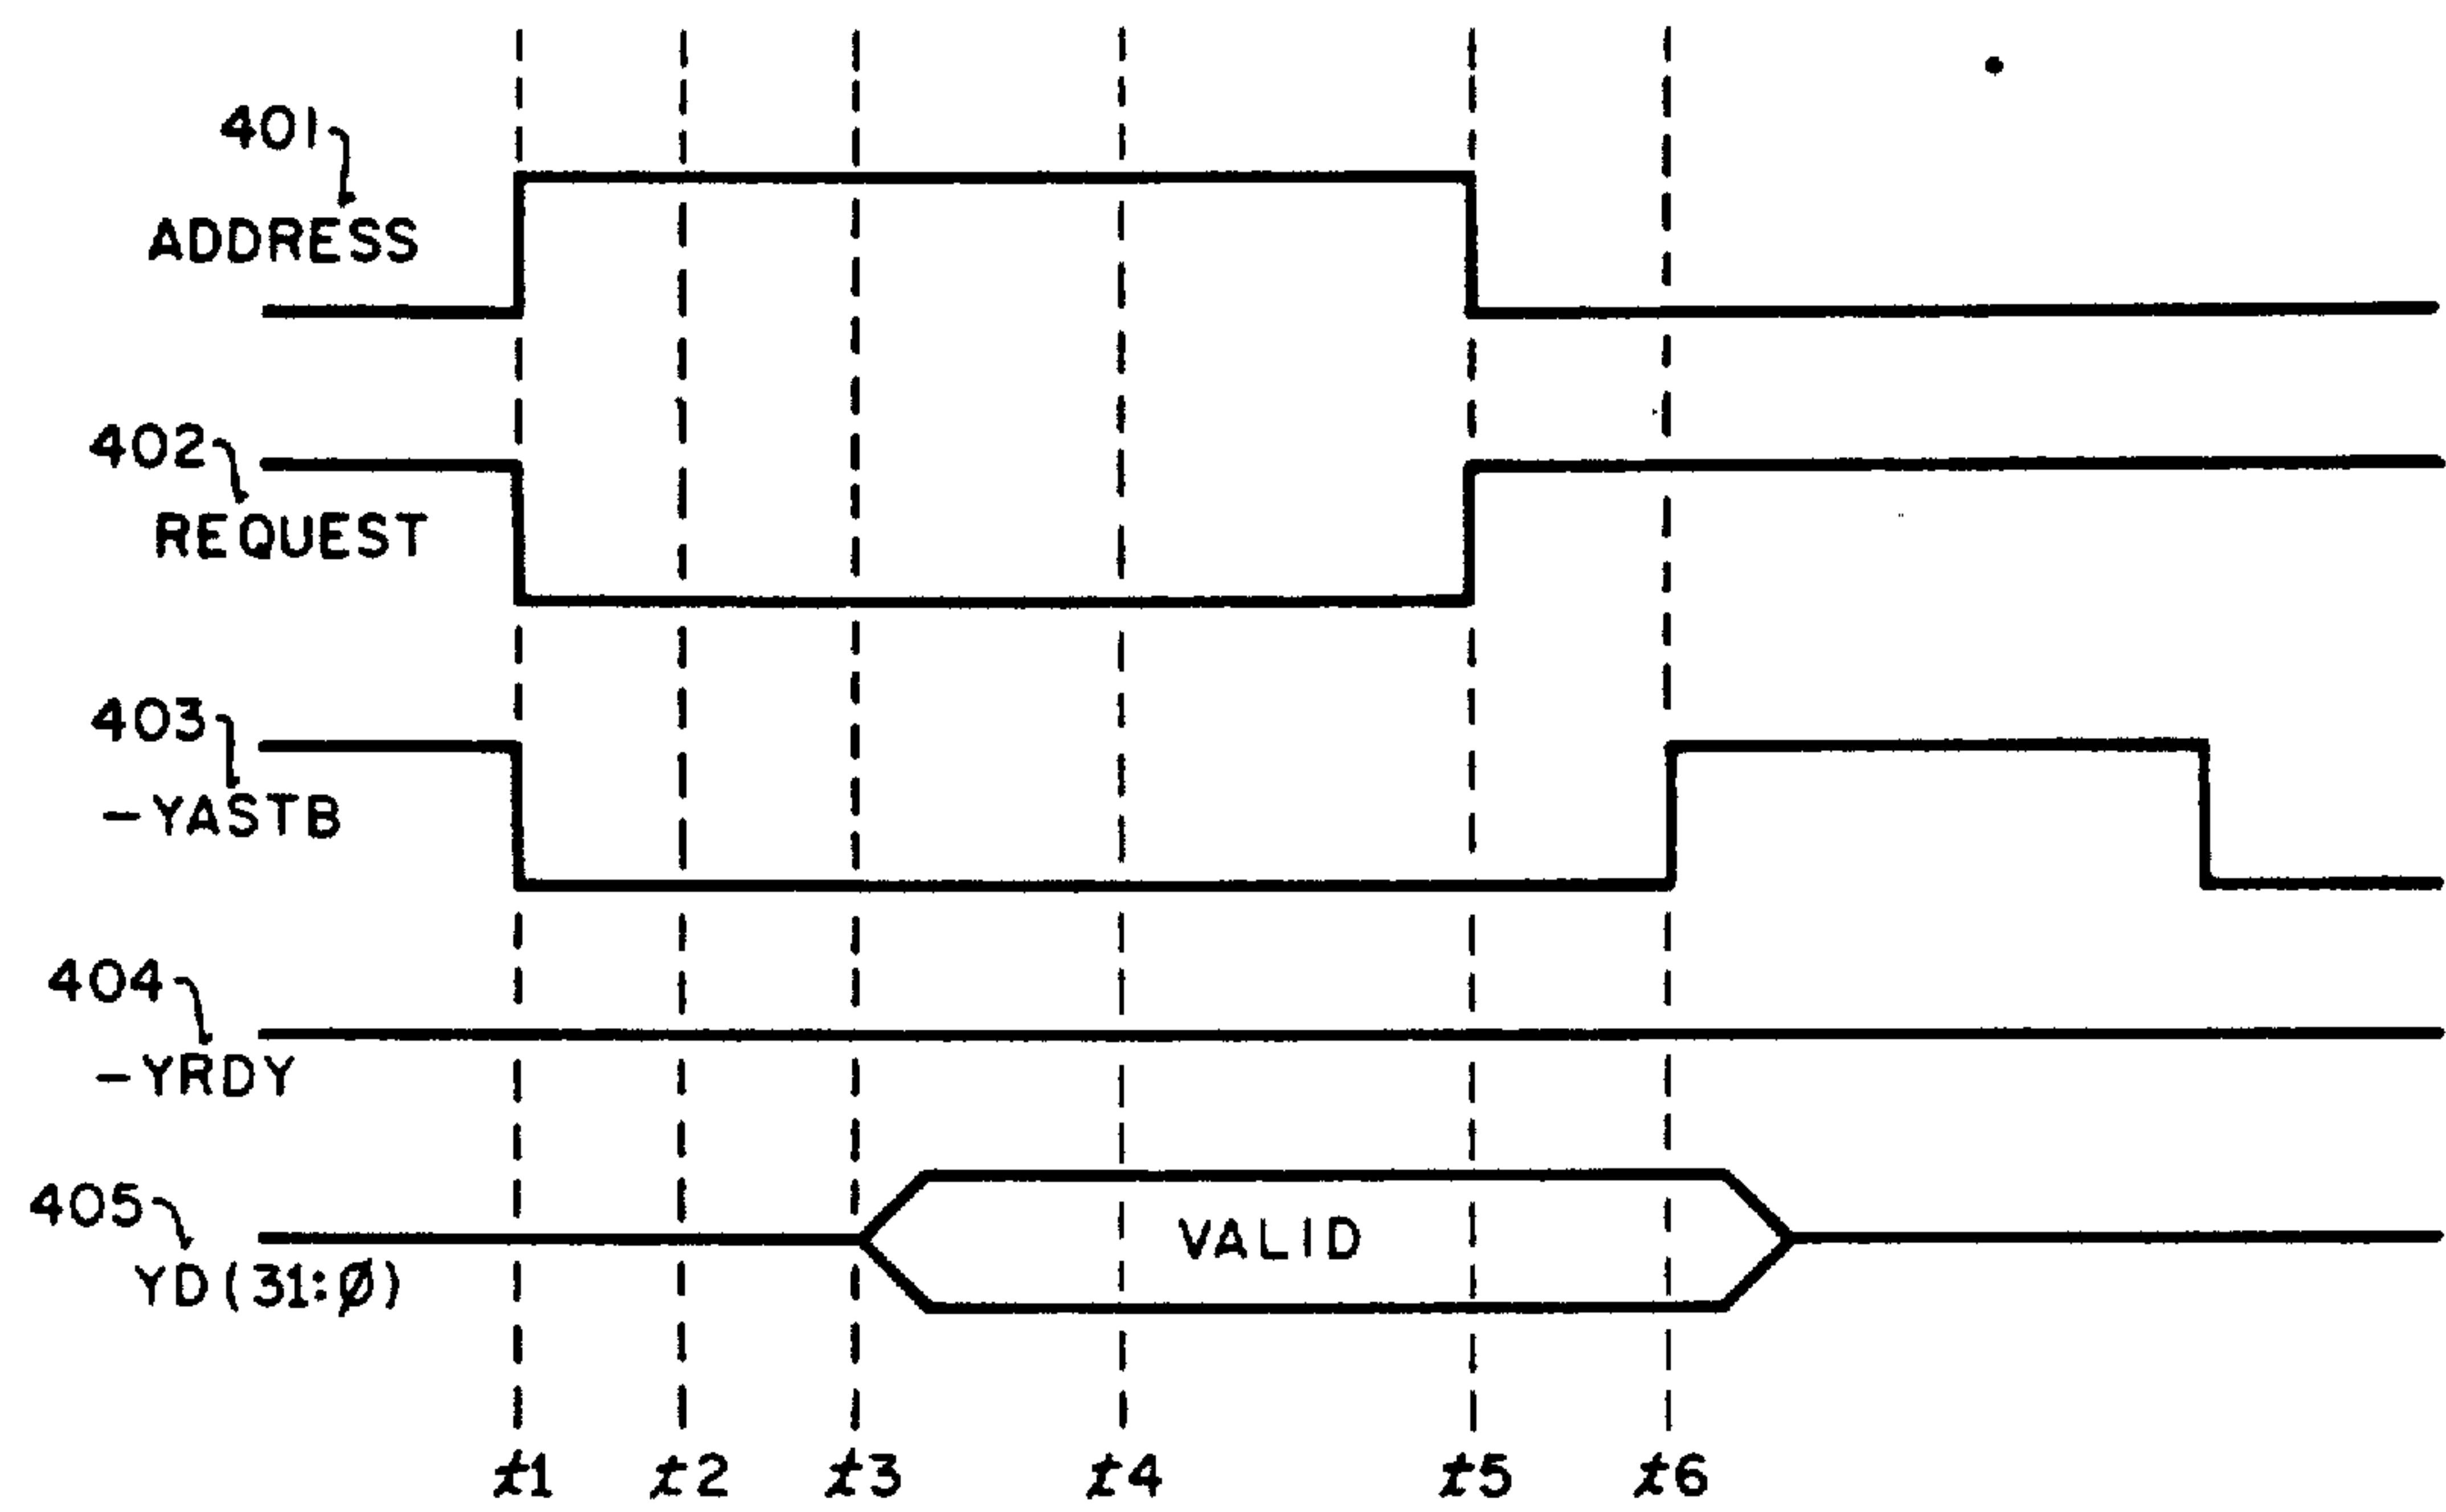 401
ADDRESS
402
REQUEST
403
-YASTB
404
-YRDY
405
VALID
YD(31:Ø)
t1 t2 t3 t4 t5 t6